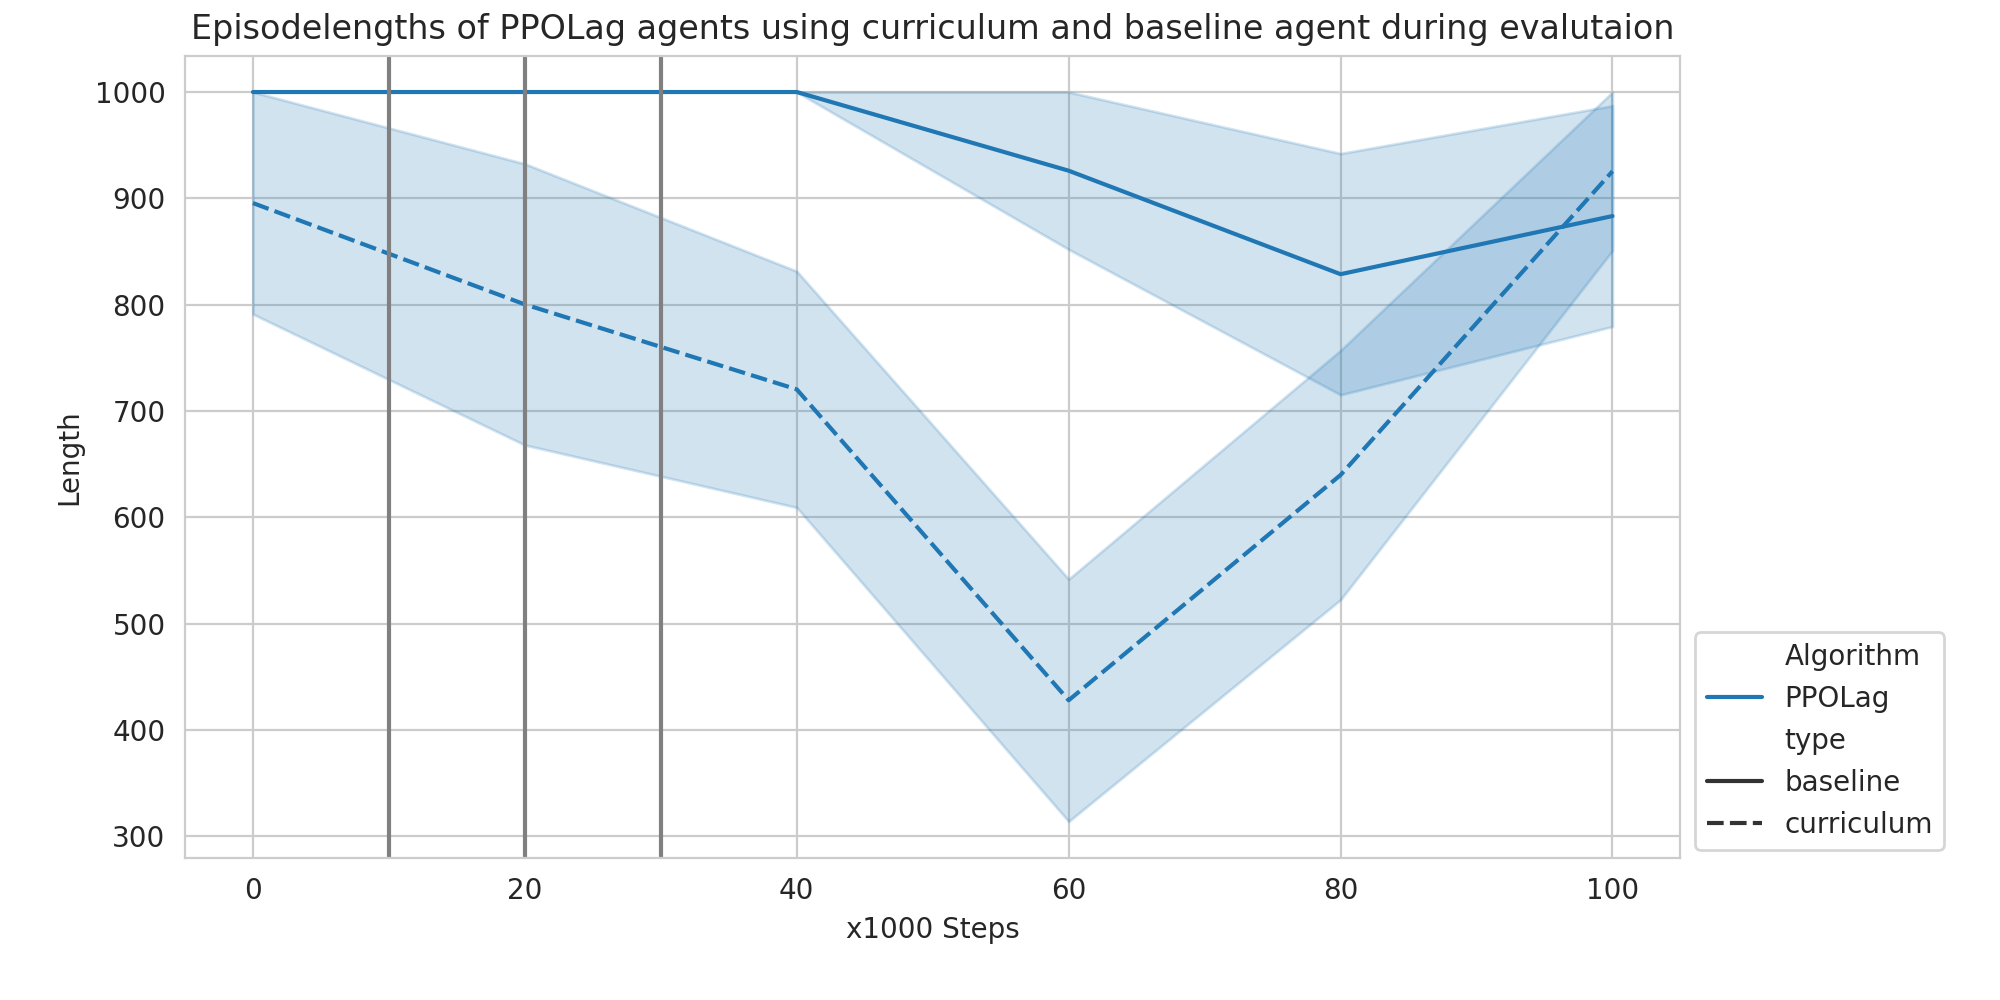 Episodelengths of PPOLag agents using curriculum and baseline agent during evalutaion
1000
900
800
700
600
500
400
300
Length
0 20 40 60 80 100
x1000 Steps
Algorithm
PPOLag
type
baseline
curriculum